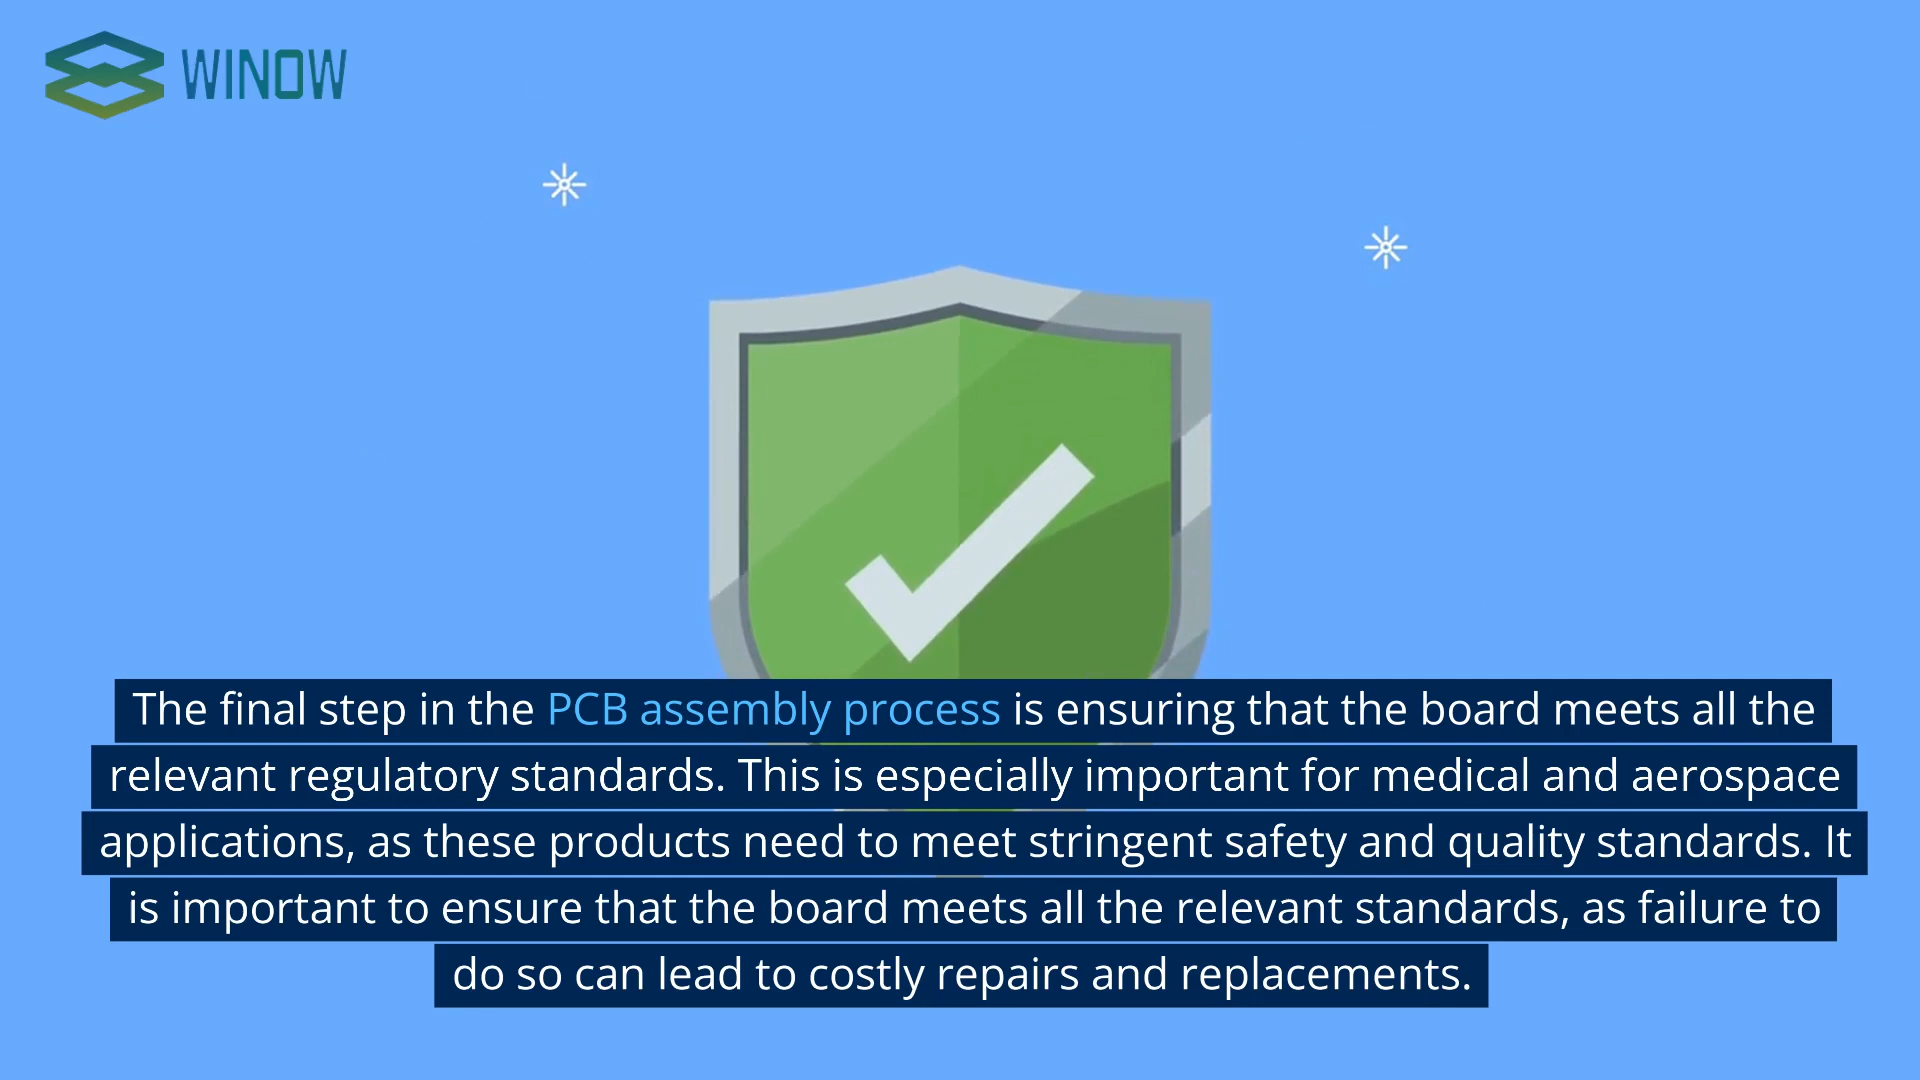 WINOW
The final step in the PCB assembly process is ensuring that the board meets all the
relevant regulatory standards. This is especially important for medical and aerospace
applications, as these products need to meet stringent safety and quality standards. It
is important to ensure that the board meets all the relevant standards, as failure to
do so can lead to costly repairs and replacements.